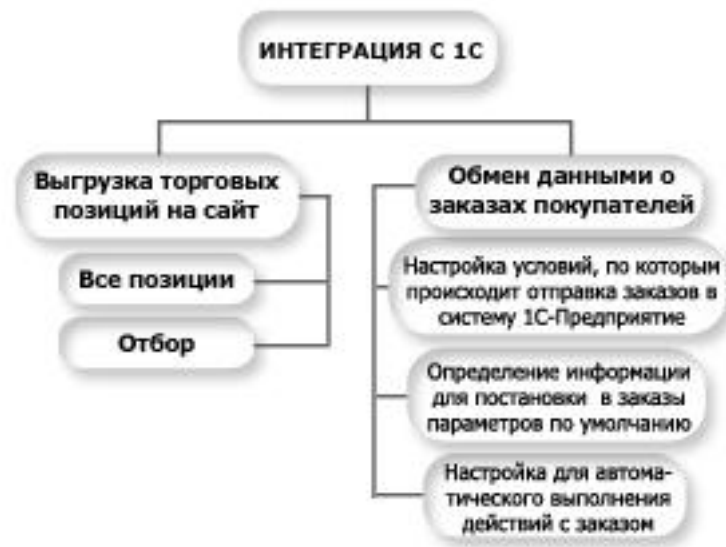 ИНТЕГРАЦИЯ С 1С
Выгрузка торговых
позиций на сайт
Все позиции
Отбор
Обмен данными о
заказах покупателей
Настройка условий, по которым
происходит отправка заказов в
систему 1С-Предприятие
Определение информации
для постановки в заказы
параметров по умолчанию
Настройка для автома-
тического выполнения
действий с заказом